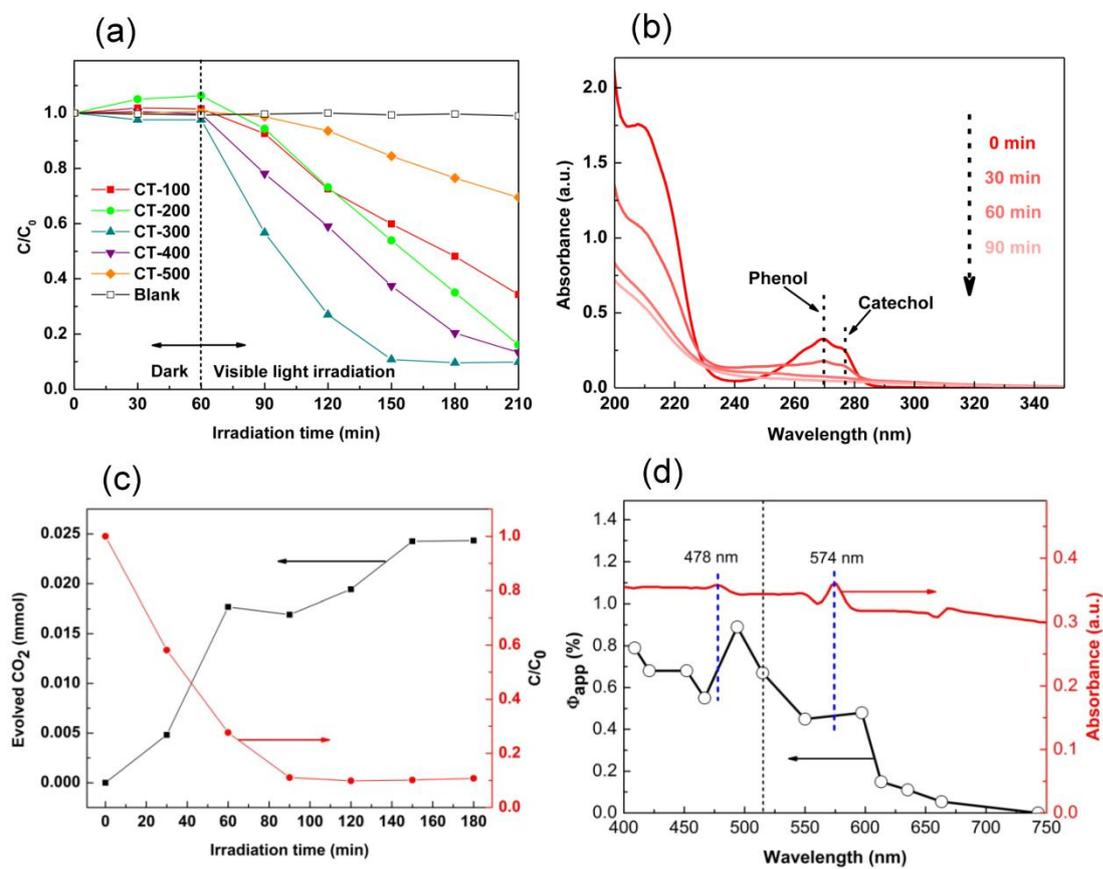 (a)
C/C0
1.0
0.8
0.6
0.4
0.2
0.0
CT-100
CT-200
CT-300
CT-400
CT-500
Blank
Dark
Visible light irradiation
0 30 60 90 120 150 180 210
Irradiation time (min)
(b)
Absorbance (a.u.)
2.0
1.5
1.0
0.5
0.0
0 min
30 min
60 min
90 min
Phenol
Catechol
200 220 240 260 280 300 320 340
Wavelength (nm)
(c)
Evolved CO2 (mmol)
0.025
0.020
0.015
0.010
0.005
0.000
1.0
0.8
0.6
0.4
0.2
0.0
C/C0
0 20 40 60 80 100 120 140 160 180
Irradiation time (min)
(d)
Φapp (%)
1.4
1.2
1.0
0.8
0.6
0.4
0.2
0.0
478 nm
574 nm
0.4
0.3
0.2
0.1
0.0
Absorbance (a.u.)
400 450 500 550 600 650 700 750
Wavelength (nm)